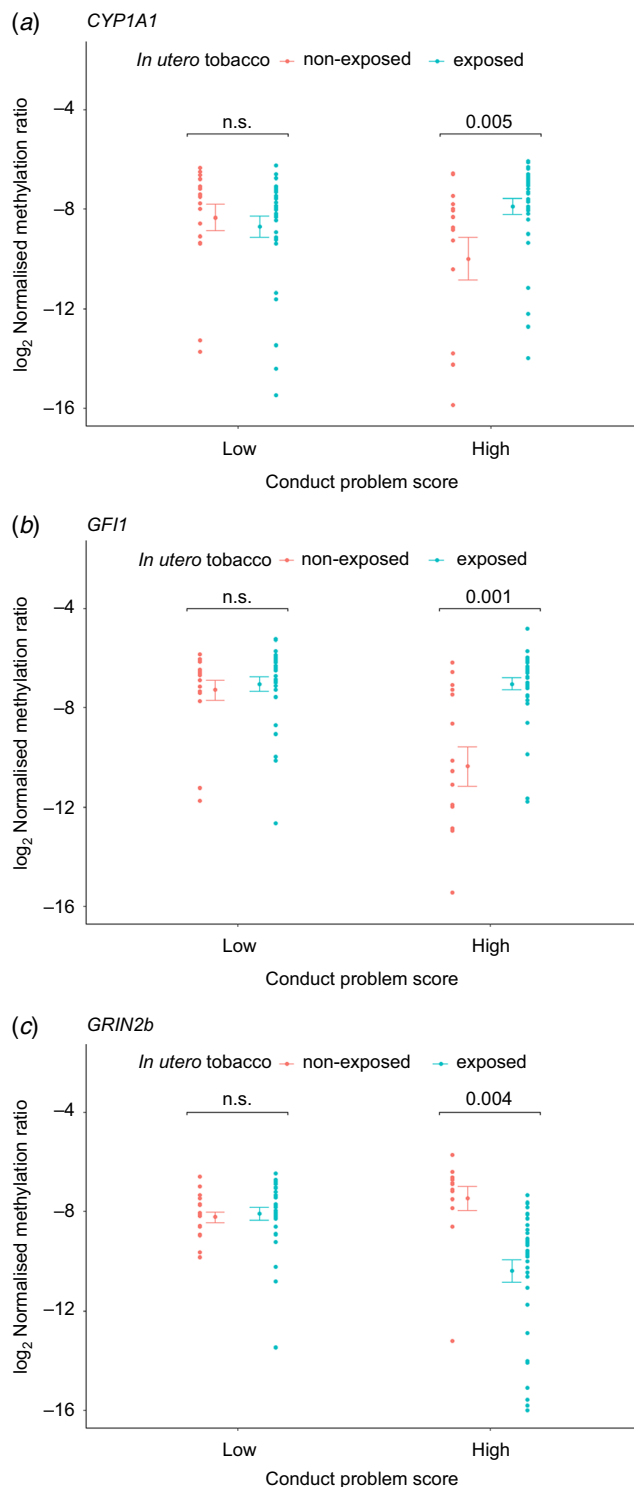 (a) CYP1A1
In utero tobacco non-exposed exposed
n.s. 0.005
log2 Normalised methylation ratio
–4
–8
–12
–16
Low High
Conduct problem score
(b) GFI1
In utero tobacco non-exposed exposed
n.s. 0.001
log2 Normalised methylation ratio
–4
–8
–12
–16
Low High
Conduct problem score
(c) GRIN2b
In utero tobacco non-exposed exposed
n.s. 0.004
log2 Normalised methylation ratio
–4
–8
–12
–16
Low High
Conduct problem score